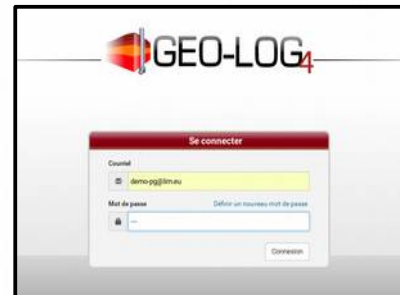 GEO-LOG4
Se connecter
Courriel
demo-pg@lim.eu
Mot de passe
Définir un nouveau mot de passe
Connexion